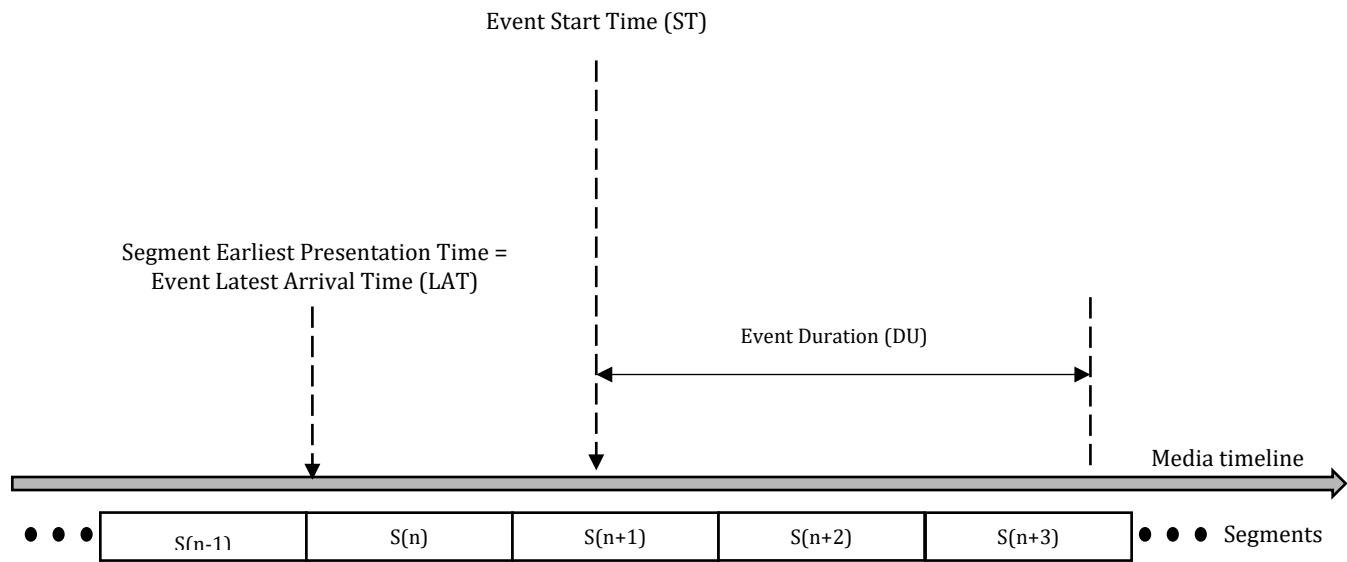 Event Start Time (ST)
Segment Earliest Presentation Time =
Event Latest Arrival Time (LAT)
Event Duration (DU)
Media timeline
S(n-1)
S(n)
S(n+1)
S(n+2)
S(n+3)
Segments